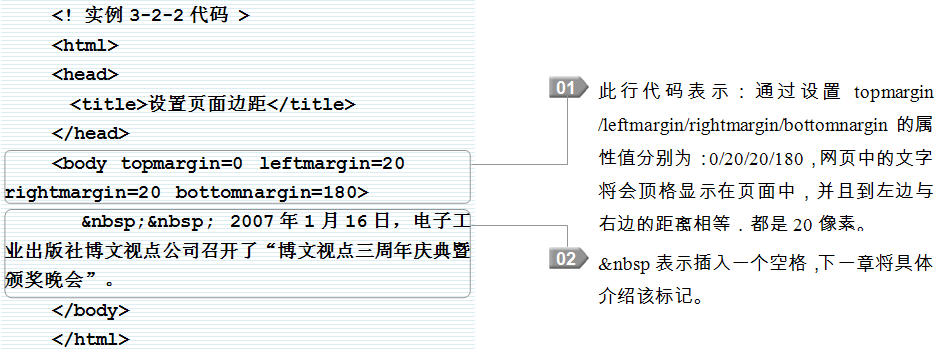 <! 实例3-2-2代码 >
<html>
<head>
<title>设置页面边距</title>
</head>
<body topmargin=0 leftmargin=20
rightmargin=20 bottomnargin=180>
&nbsp;&nbsp; 2007年1月16日，电子工
业出版社博文视点公司召开了“博文视点三周年庆典暨
颁奖晚会”。
</body>
</html>
01
此行代码表示：通过设置 topmargin
/leftmargin/rightmargin/bottomnargin 的属
性值分别为：0/20/20/180，网页中的文字
将会顶格显示在页面中，并且到左边与
右边的距离相等．都是 20 像素。
02
&nbsp 表示插入一个空格，下一章将具体
介绍该标记。